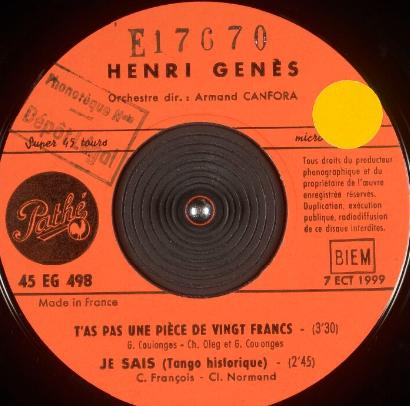 E17670
HENRI GENÈS
Orchestre dir.: Armand CANFORA
Phonothèque Nle
Dépôt Légal
Super 45 tours
micro
Tous droits du producteur
phonographique et du
propriétaire de l'œuvre
enregistrée réservés.
Duplication, exécution
publique, radiodiffusion
de ce disque interdites.
Pathé
BIEM
45 EG 498
7 ECT 1999
Made in France
T'AS PAS UNE PIÈCE DE VINGT FRANCS - (3'30)
G. Coulonges - Ch. Oleg et G. Coulonges
JE SAIS (Tango historique) - (2'45)
C. François - Cl. Normand